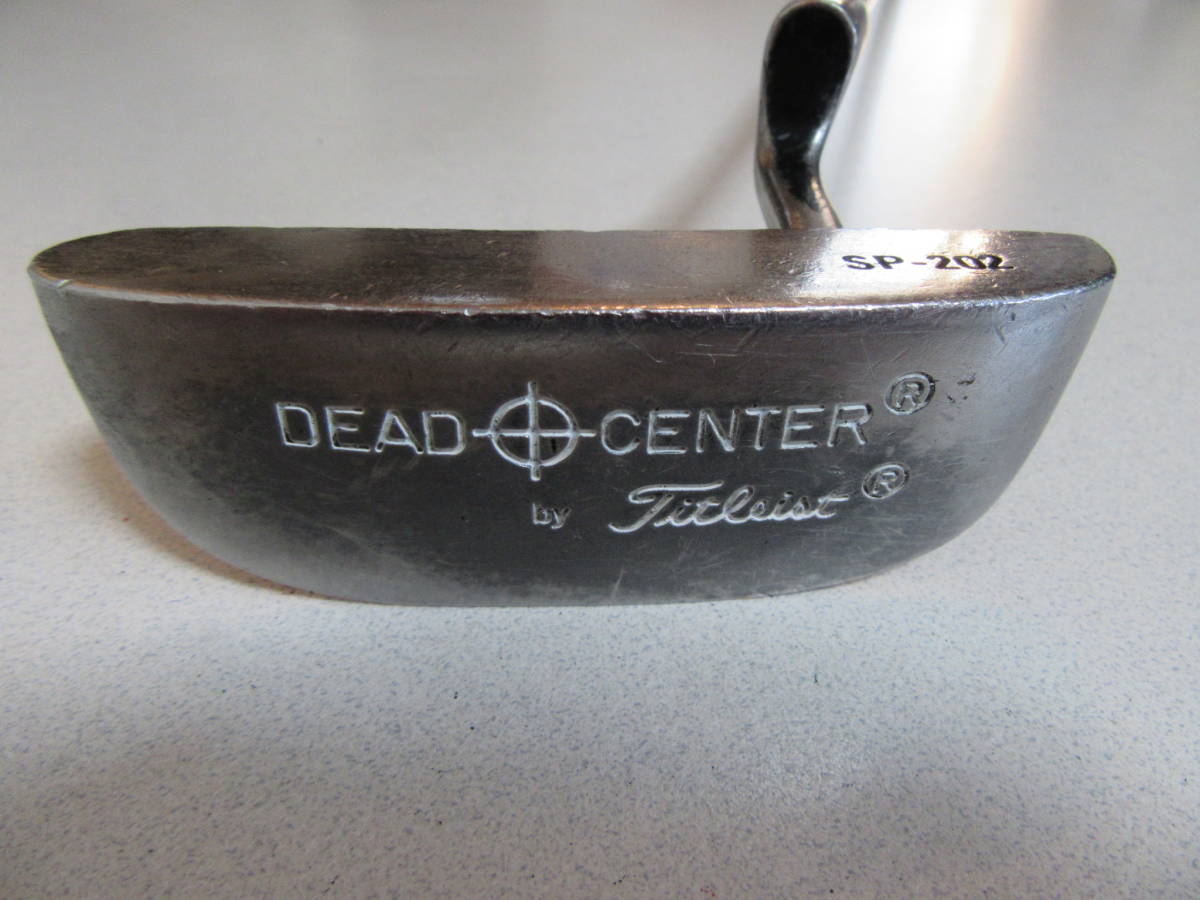 SP-202
DEAD CENTER®
by Titleist®